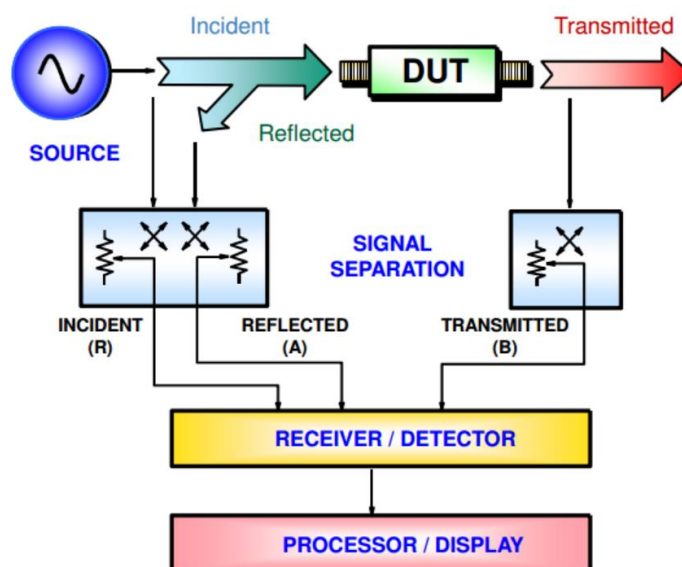 Incident
Transmitted
DUT
Reflected
SOURCE
SIGNAL
SEPARATION
INCIDENT
(R)
REFLECTED
(A)
TRANSMITTED
(B)
RECEIVER / DETECTOR
PROCESSOR / DISPLAY